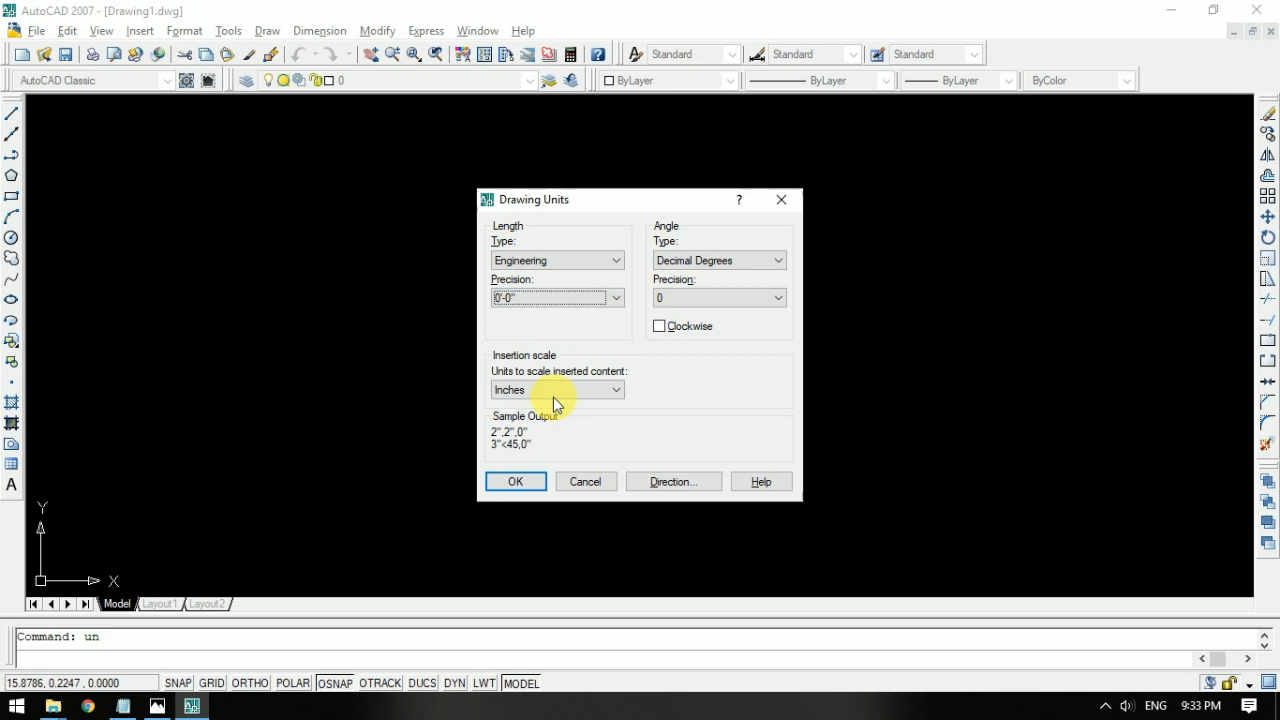 AutoCAD 2007 - [Drawing1.dwg]
File Edit View Insert Format Tools Draw Dimension Modify Express Window Help
Standard Standard Standard
AutoCAD Classic 0 ByLayer ByLayer ByLayer ByColor
Drawing Units ?
Length Angle
Type: Type:
Engineering Decimal Degrees
Precision: Precision:
0'-0" 0
Clockwise
Insertion scale
Units to scale inserted content:
Inches
Sample Output
2",2",0"
3"<45,0"
OK Cancel Direction... Help
Y
X
A
Model Layout1 Layout2
Command: un
15.8786, 0.2247 , 0.0000 SNAP GRID ORTHO POLAR OSNAP OTRACK DUCS DYN LWT MODEL
ENG 9:33 PM